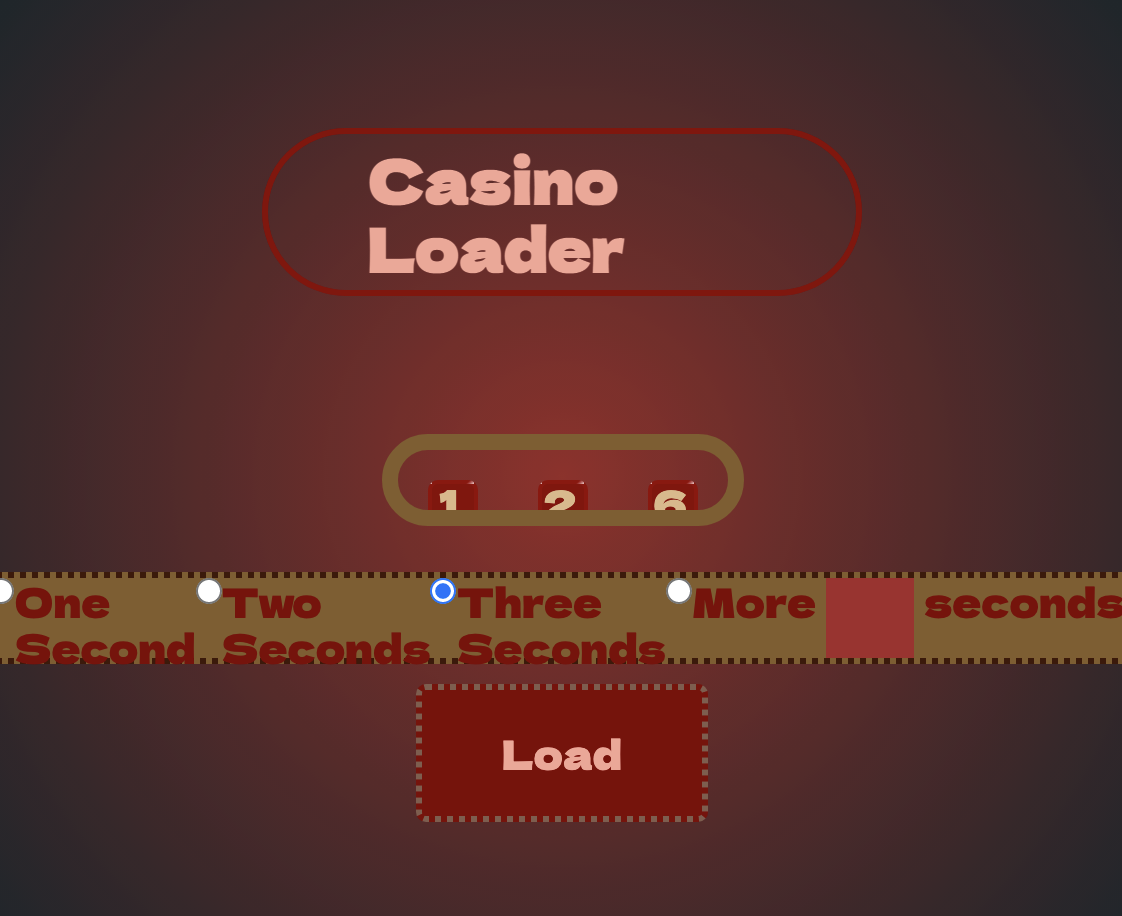 Casino
Loader
1 2 6
One Two Three More seconds
Second Seconds Seconds
Load